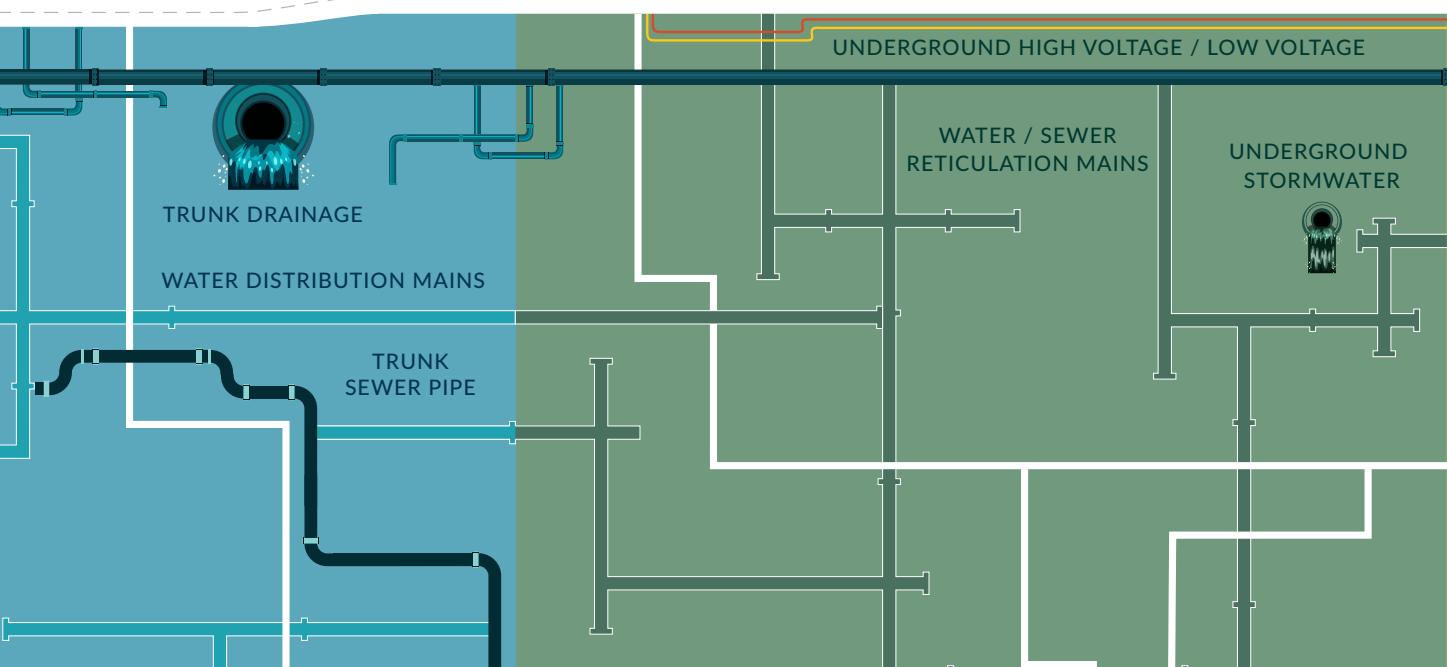 UNDERGROUND HIGH VOLTAGE / LOW VOLTAGE
WATER / SEWER
RETICULATION MAINS
UNDERGROUND
STORMWATER
TRUNK DRAINAGE
WATER DISTRIBUTION MAINS
TRUNK
SEWER PIPE